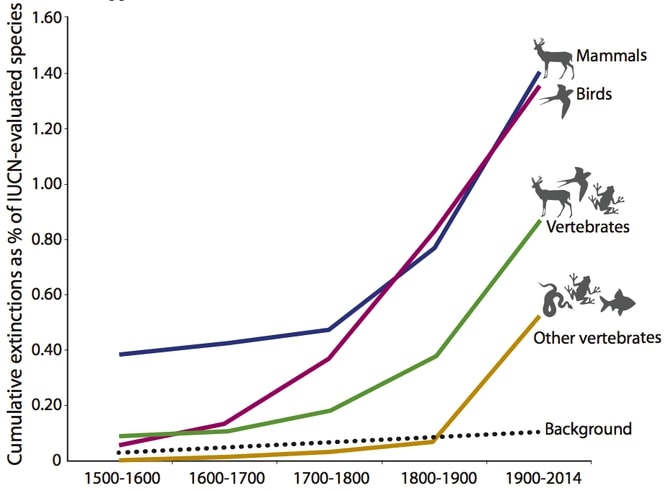 Cumulative extinctions as % of IUCN-evaluated species
1.60
1.40
1.20
1.00
0.80
0.60
0.40
0.20
0
Mammals
Birds
Vertebrates
Other vertebrates
Background
1500-1600 1600-1700 1700-1800 1800-1900 1900-2014